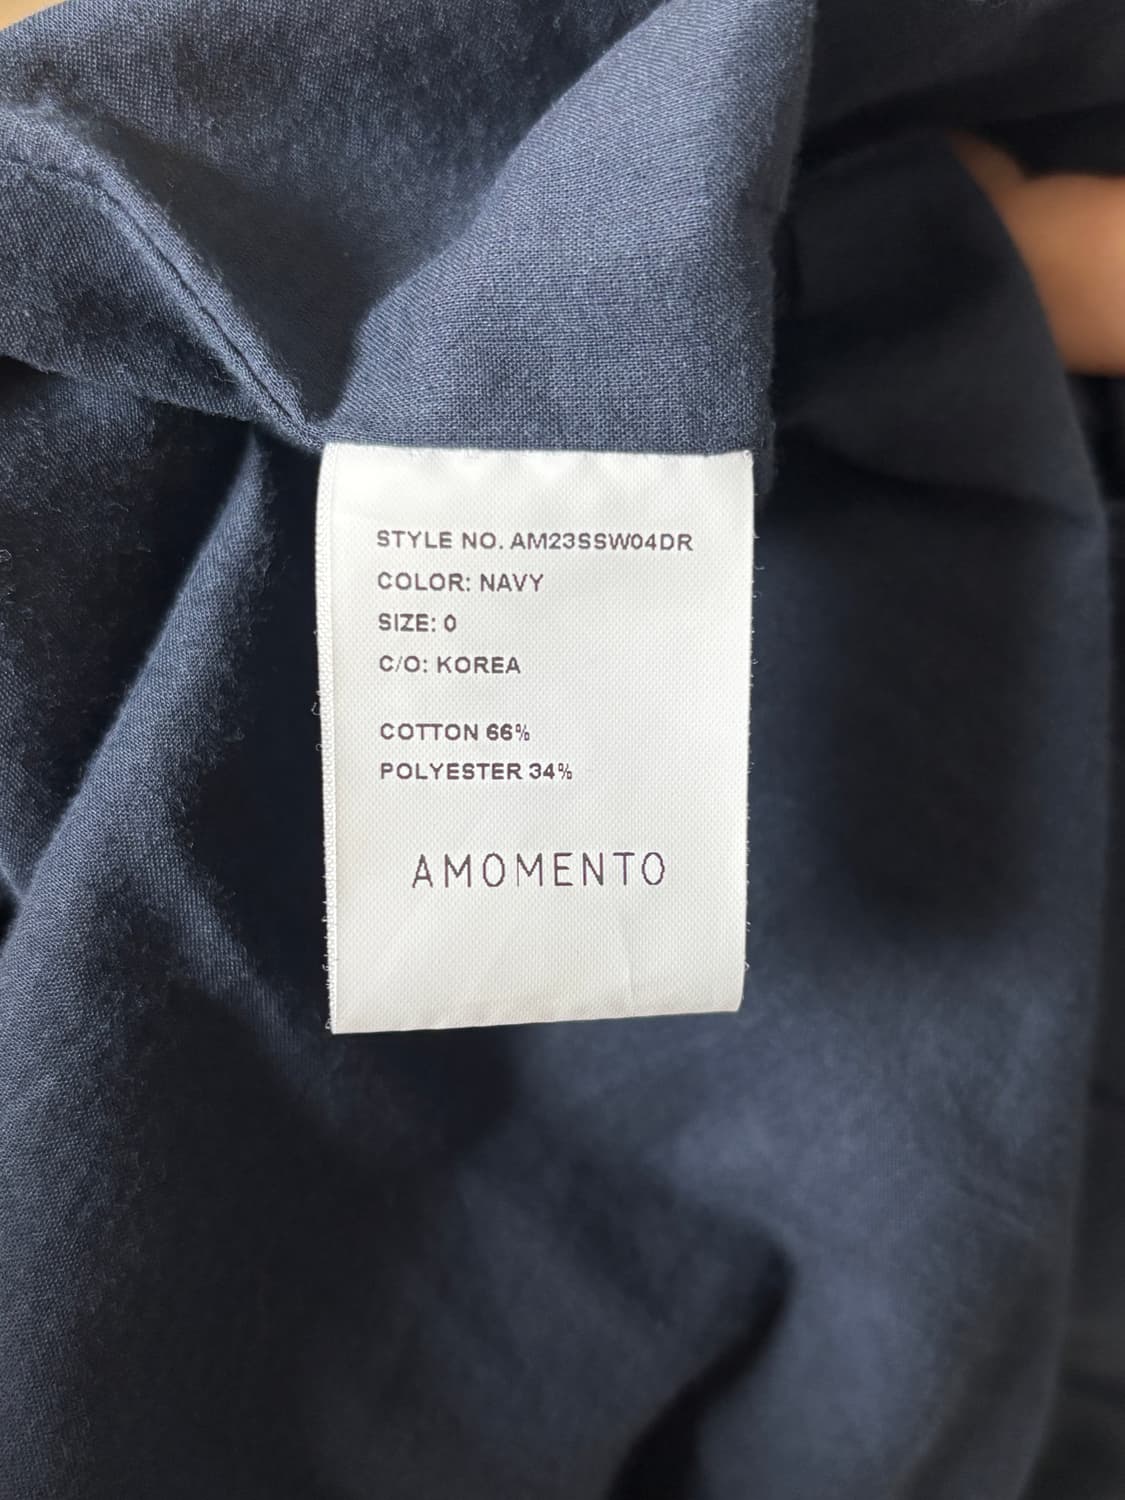 STYLE NO. AM23SSW04DR
COLOR: NAVY
SIZE: 0
C/O: KOREA
COTTON 66%
POLYESTER 34%
AMOMENTO